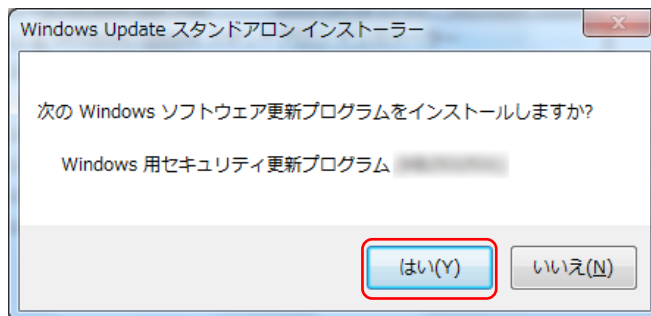 Windows Update スタンドアロン インストーラー
次の Windows ソフトウェア更新プログラムをインストールしますか?
Windows 用セキュリティ更新プログラム
はい(Y)
いいえ(N)